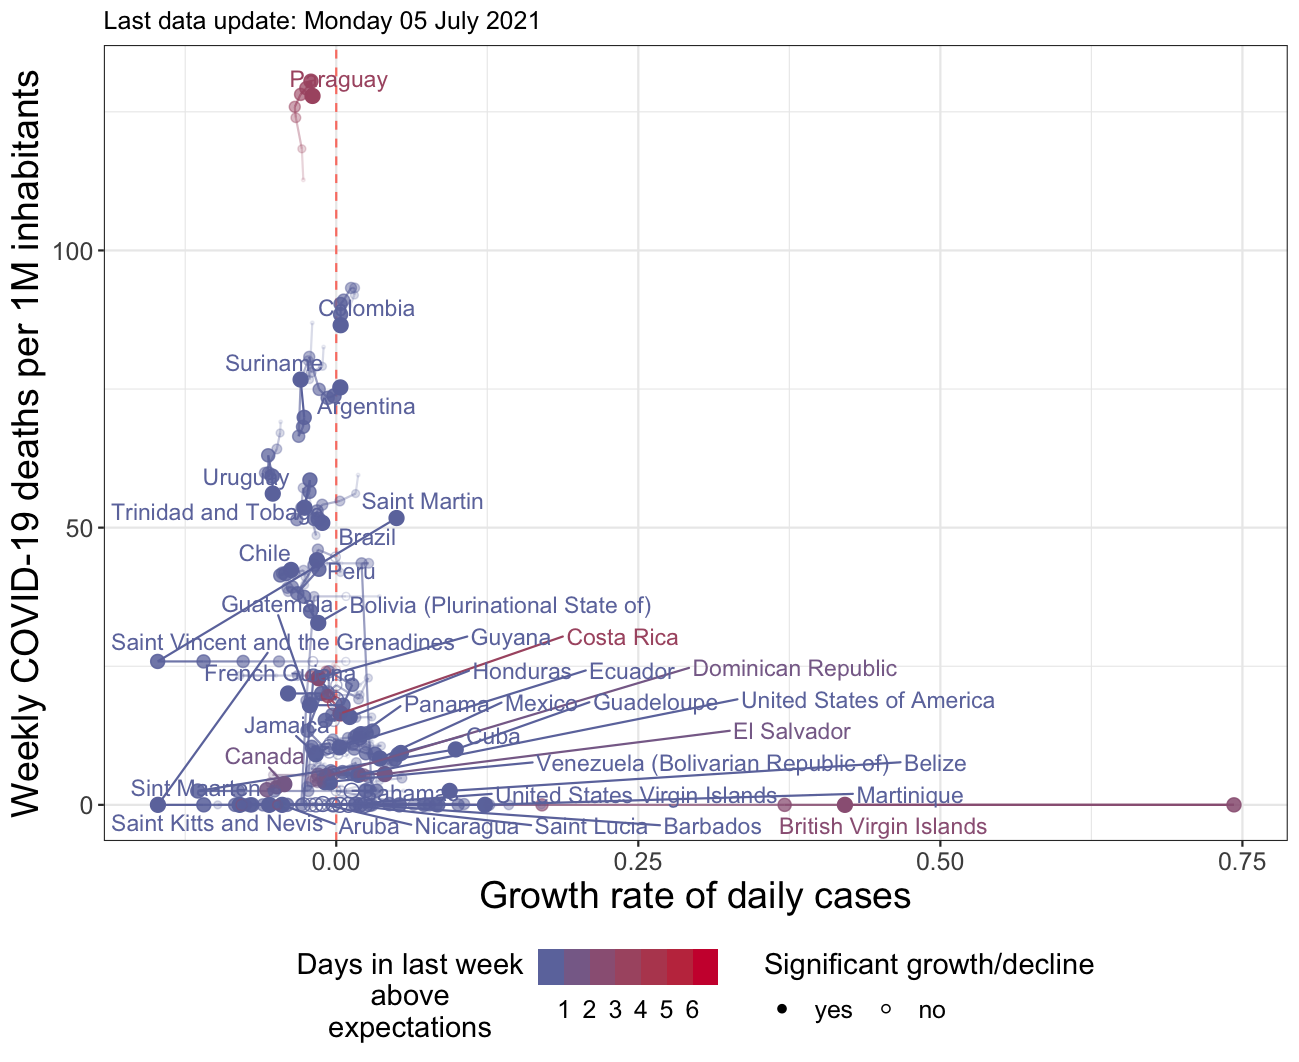 Last data update: Monday 05 July 2021
Weekly COVID-19 deaths per 1M inhabitants
Paraguay
100
Colombia
Suriname
Argentina
Uruguay
Saint Martin
Trinidad and Tobago
50
Brazil
Chile
Peru
Guatemala
Bolivia (Plurinational State of)
Saint Vincent and the Grenadines
Guyana
Costa Rica
French Guiana
Honduras
Ecuador
Dominican Republic
Panama
Mexico
Guadeloupe
United States of America
Jamaica
Cuba
El Salvador
Canada
Venezuela (Bolivarian Republic of)
Belize
Sint Maarten
Bahamas
United States Virgin Islands
Martinique
0
Saint Kitts and Nevis
Aruba
Nicaragua
Saint Lucia
Barbados
British Virgin Islands
0.00
0.25
0.50
0.75
Growth rate of daily cases
Days in last week
above
expectations
1 2 3 4 5 6
Significant growth/decline
yes
no